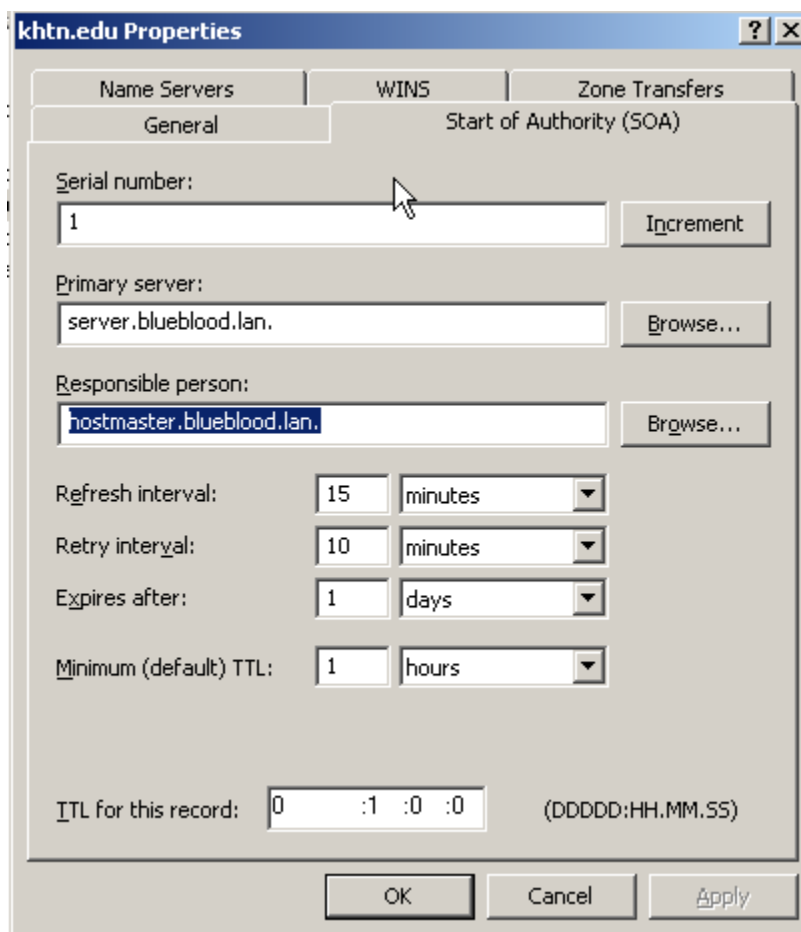 khtn.edu Properties
Name Servers WINS Zone Transfers
General Start of Authority (SOA)
Serial number:
1 Increment
Primary server:
server.blueblood.lan. Browse...
Responsible person:
hostmaster.blueblood.lan. Browse...
Refresh interval: 15 minutes
Retry interval: 10 minutes
Expires after: 1 days
Minimum (default) TTL: 1 hours
TTL for this record: 0 :1 :0 :0 (DDDDD:HH.MM.SS)
OK Cancel Apply